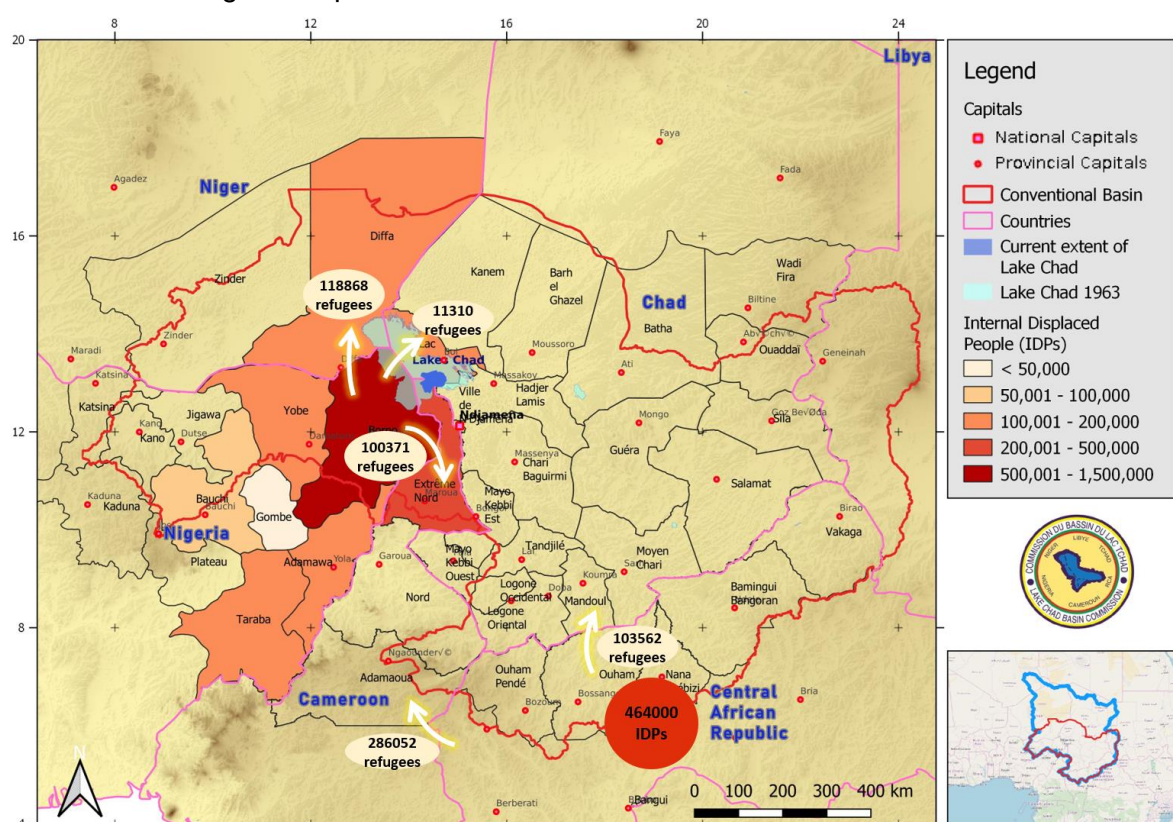 8
12
16
20
24
20
16
12
8
4
Libya
Faya
Fada
Agadez
Niger
Diffa
Kanem
Barh
el
Ghazel
Wadi
Fira
Zinder
118868
refugees
11310
refugees
Chad
Biltine
Batha
Ouaddai
Lac
Bol
Lake Chad
Moussoro
Zinder
Maradi
Katsina
Katsina
Ati
Geneinah
Massakoy
Hadjer
Lamis
Ville
de
Ndjamena
Djamena
Jigawa
Yobe
Kano
Kano
Dutse
100371
refugees
Mongo
Sila
Guéra
Massenya
Chari
Baguirmi
Salamat
Extrême
Nord
Maroua
Mayo
Kebbi
Est
Kaduna
Kaduna
Bauchi
Bauchi
Gombe
Nigeria
Birao
Vakaga
Plateau
Adamawa
Yola
Garoua
Mayo
Kebbi
Ouest
Lai
Tandjilé
Moyen
Chari
Koumra
Logone
Occidental
Doba
Mandoul
Logone
Oriental
Nord
Bamingui
Bangoran
Taraba
103562
refugees
Ngaounder√©
Adamaoua
Ouham
Pendé
Ouham
Nana
Bossango
Bozoum
Bria
Cameroon
464000
IDPs
Central
African
Republic
286052
refugees
N
Berberati
Bangui
0 100 200 300 400 km
Legend
Capitals
National Capitals
Provincial Capitals
Conventional Basin
Countries
Current extent of
Lake Chad
Lake Chad 1963
Internal Displaced
People (IDPs)
< 50,000
50,001 - 100,000
100,001 - 200,000
200,001 - 500,000
500,001 - 1,500,000
COMMISSION DU BASSIN DU LAC TCHAD
LAKE CHAD BASIN COMMISSION
NIGER
LIBYE
TCHAD
RCA
CAMEROUN
NIGERIA